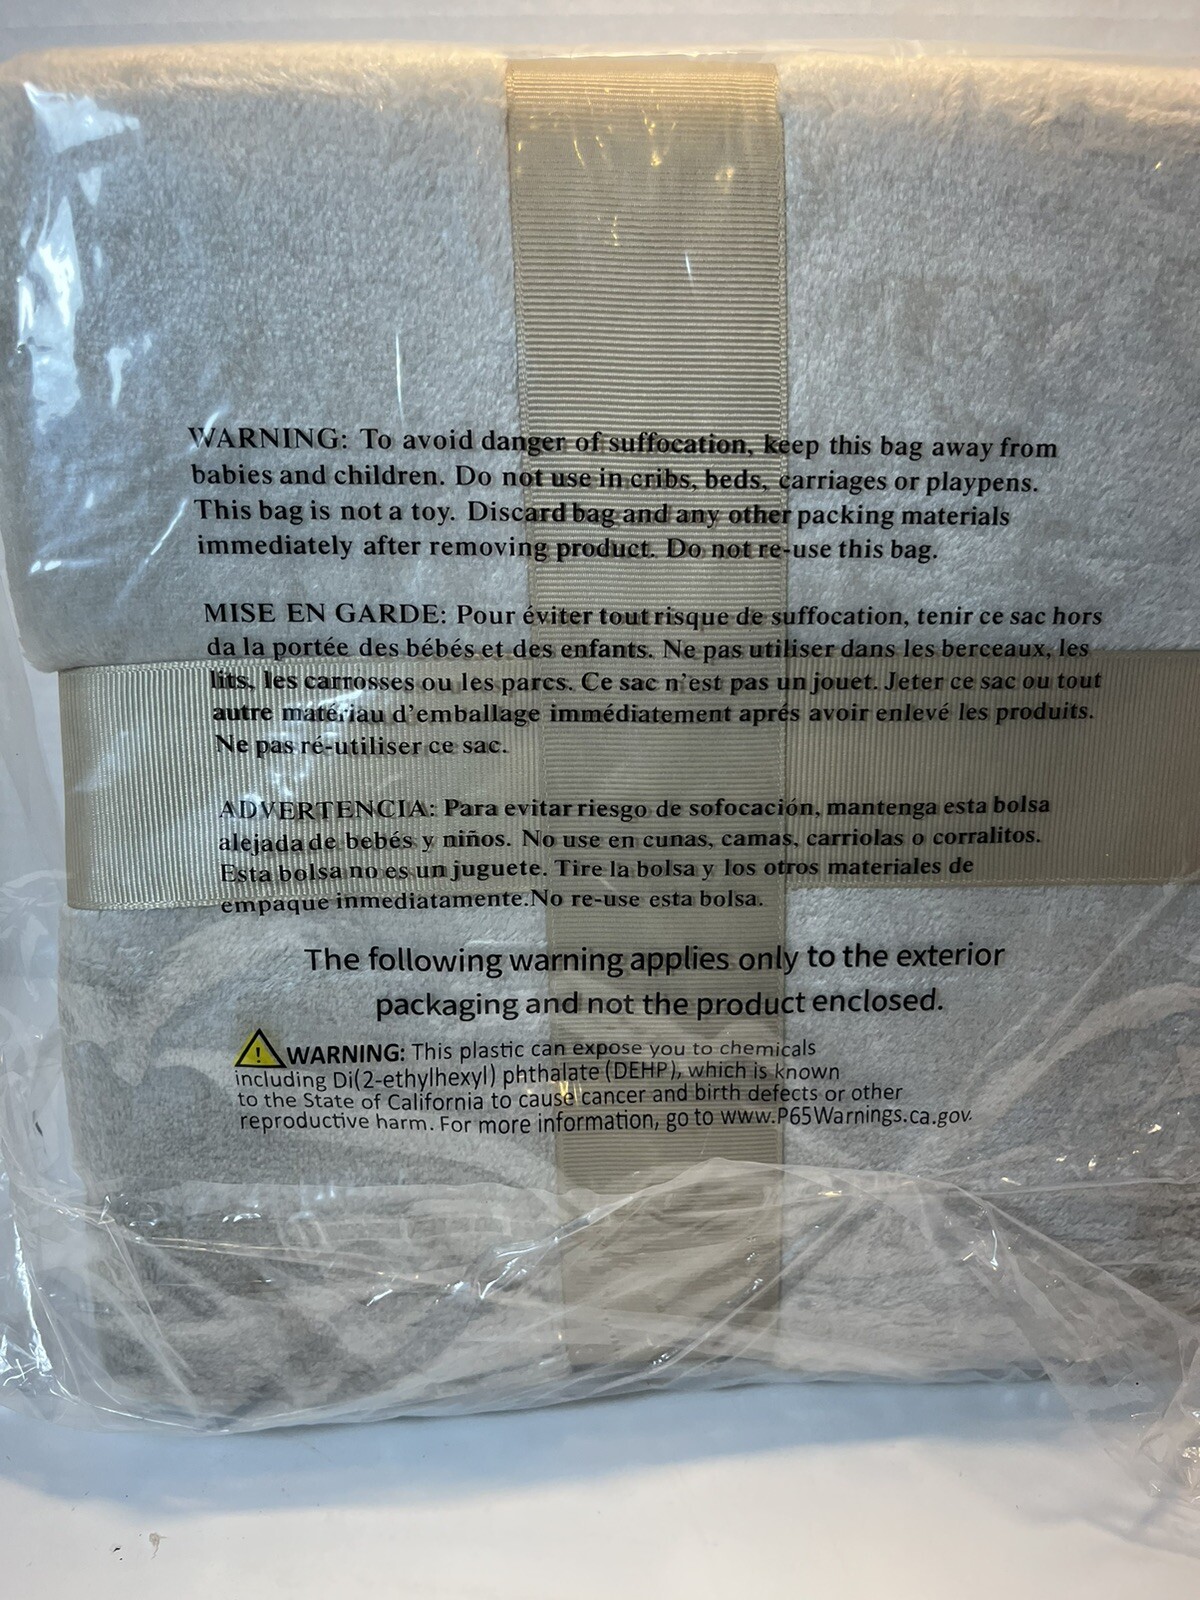 WARNING: To avoid danger of suffocation, keep this bag away from
babies and children. Do not use in cribs, beds, carriages or playpens.
This bag is not a toy. Discard bag and any other packing materials
immediately after removing product. Do not re-use this bag.
MISE EN GARDE: Pour éviter tout risque de suffocation, tenir ce sac hors
da la portée des bébés et des enfants. Ne pas utiliser dans les berceaux, les
lits, les carrosses ou les parcs. Ce sac n'est pas un jouet. Jeter ce sac ou tout
autre matériau d'emballage immédiatement aprés avoir enlevé les produits.
Ne pas ré-utiliser ce sac.
ADVERTENCIA: Para evitar riesgo de sofocación, mantenga esta bolsa
alejada de bebés y niños. No use en cunas, camas, carriolas o corralitos.
Esta bolsa no es un juguete. Tire la bolsa y los otros materiales de
empaque inmediatamente.No re-use esta bolsa.
The following warning applies only to the exterior
packaging and not the product enclosed.
WARNING: This plastic can expose you to chemicals
including Di(2-ethylhexyl) phthalate (DEHP), which is known
to the State of California to cause cancer and birth defects or other
reproductive harm. For more information, go to www.P65Warnings.ca.gov.